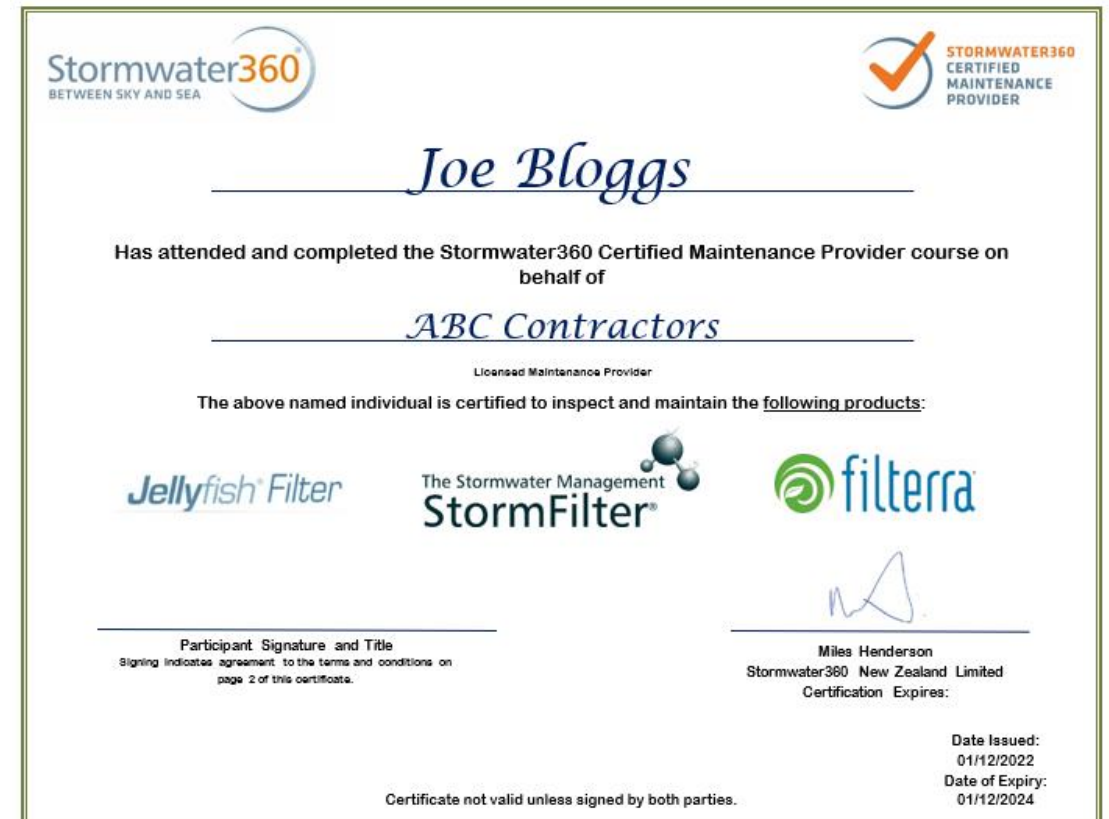 Stormwater360
BETWEEN SKY AND SEA
STORMWATER360
CERTIFIED
MAINTENANCE
PROVIDER
Joe Bloggs
Has attended and completed the Stormwater360 Certified Maintenance Provider course on
behalf of
ABC Contractors
Licensed Maintenance Provider
The above named individual is certified to inspect and maintain the following products:
Jellyfish® Filter
The Stormwater Management
StormFilter®
filterra
Participant Signature and Title
Signing indicates agreement to the terms and conditions on
page 2 of this certificate.
Miles Henderson
Stormwater360 New Zealand Limited
Certification Expires:
Date Issued:
01/12/2022
Date of Expiry:
01/12/2024
Certificate not valid unless signed by both parties.